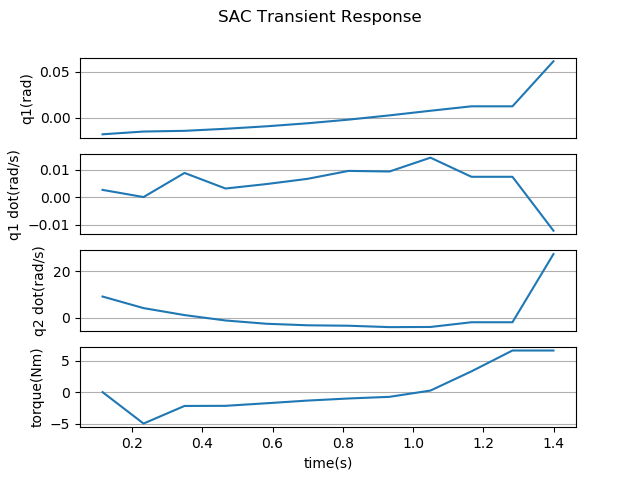 SAC Transient Response
q1(rad)
0.05
0.00
q1 dot(rad/s)
0.01
0.00
−0.01
q2 dot(rad/s)
20
0
torque(Nm)
5
0
−5
0.2 0.4 0.6 0.8 1.0 1.2 1.4
time(s)